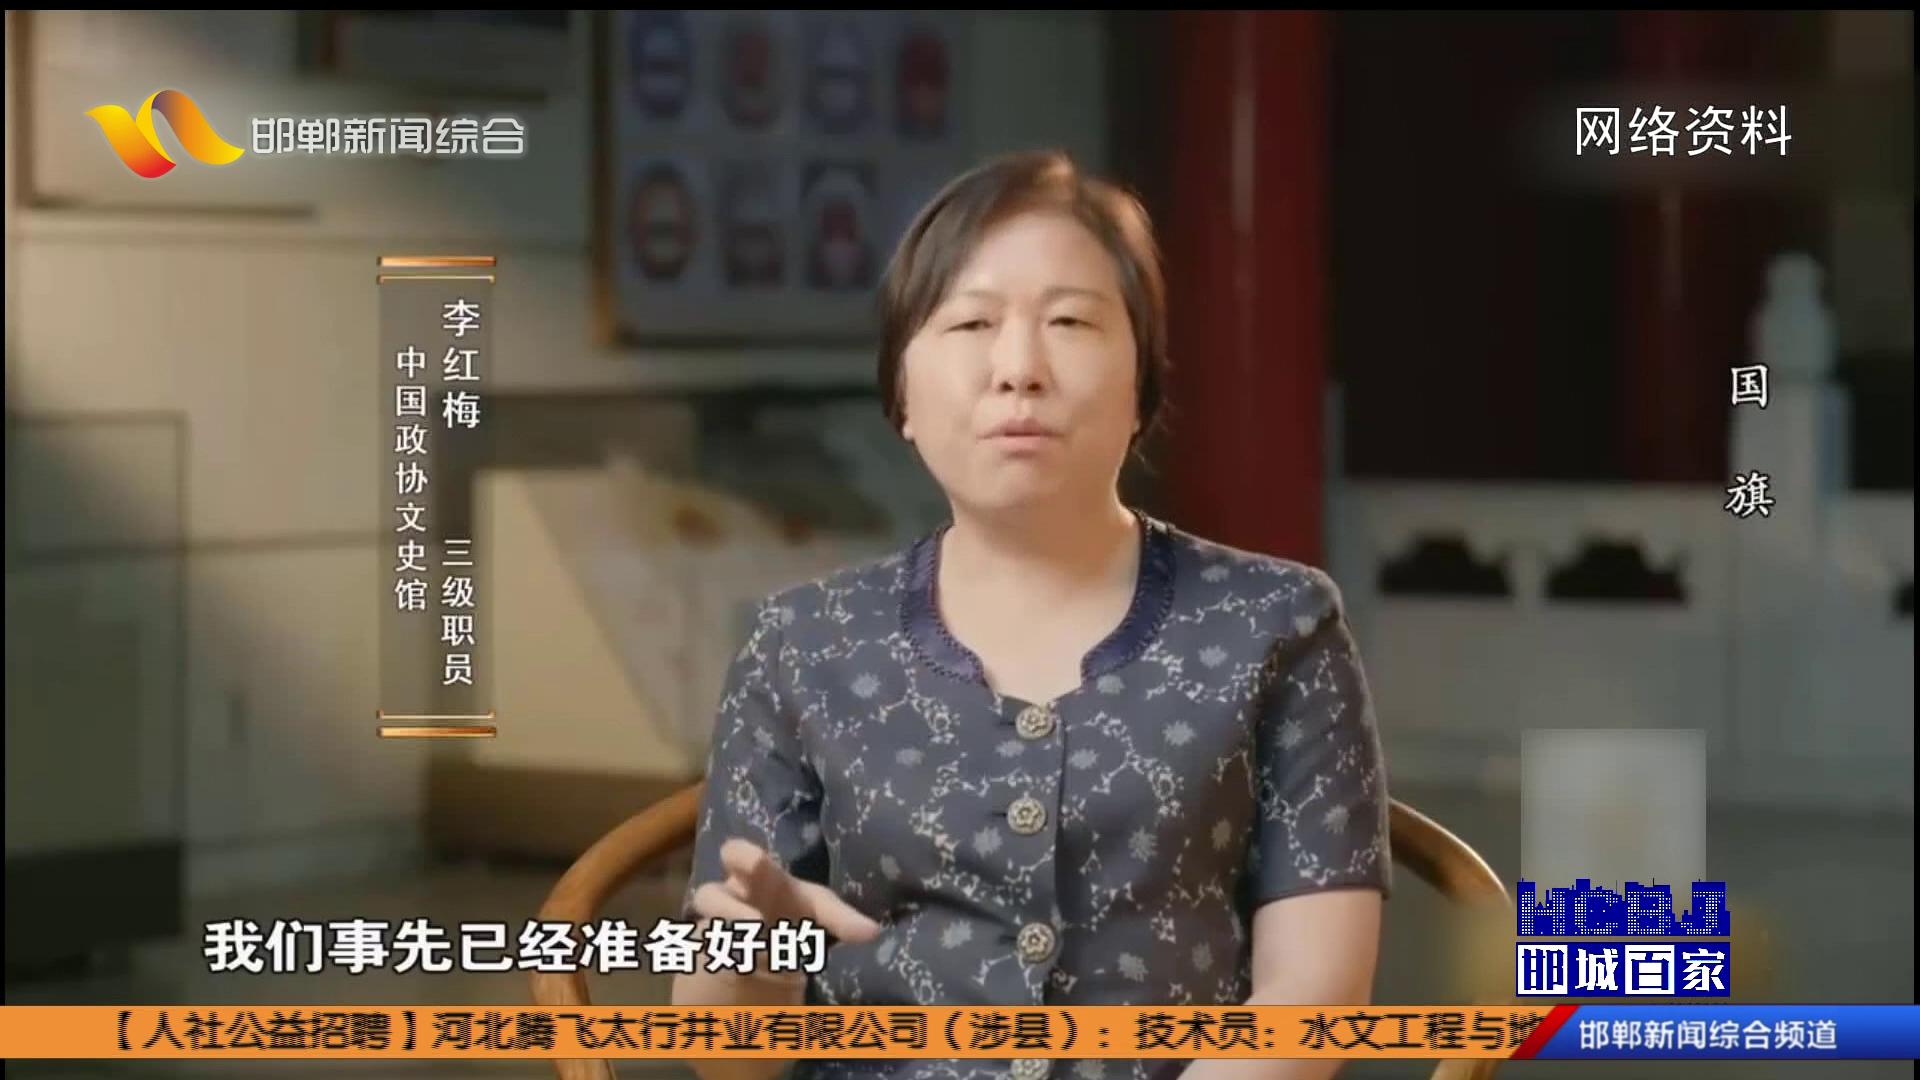 邯郸新闻综合
网络资料
李红梅 三级职员
中国政协文史馆
国旗
我们事先已经准备好的
HCBJ
邯城百家
【人社公益招聘】河北腾飞太行井业有限公司（涉县）：技术员：水文工程与地
邯郸新闻综合频道